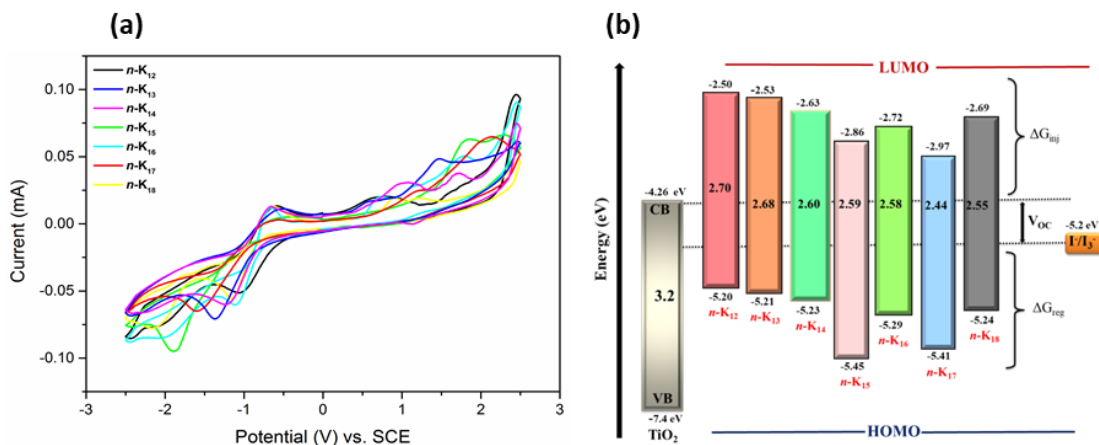 (a)
n-K12
n-K13
n-K14
n-K15
n-K16
n-K17
n-K18
0.10
0.05
0.00
-0.05
-0.10
Current (mA)
-3 -2 -1 0 1 2 3
Potential (V) vs. SCE
(b)
LUMO
Energy (eV)
-2.50 -2.53 -2.63 -2.86 -2.72 -2.97 -2.69
ΔGinj
-4.26 eV
CB
2.70 2.68 2.60 2.59 2.58 2.44 2.55
VOC
-5.2 eV
I-/I3-
3.2
-5.20 -5.21 -5.23 -5.45 -5.29 -5.41 -5.24
n-K12 n-K13 n-K14 n-K15 n-K16 n-K17 n-K18
ΔGreg
VB
-7.4 eV
TiO2
HOMO